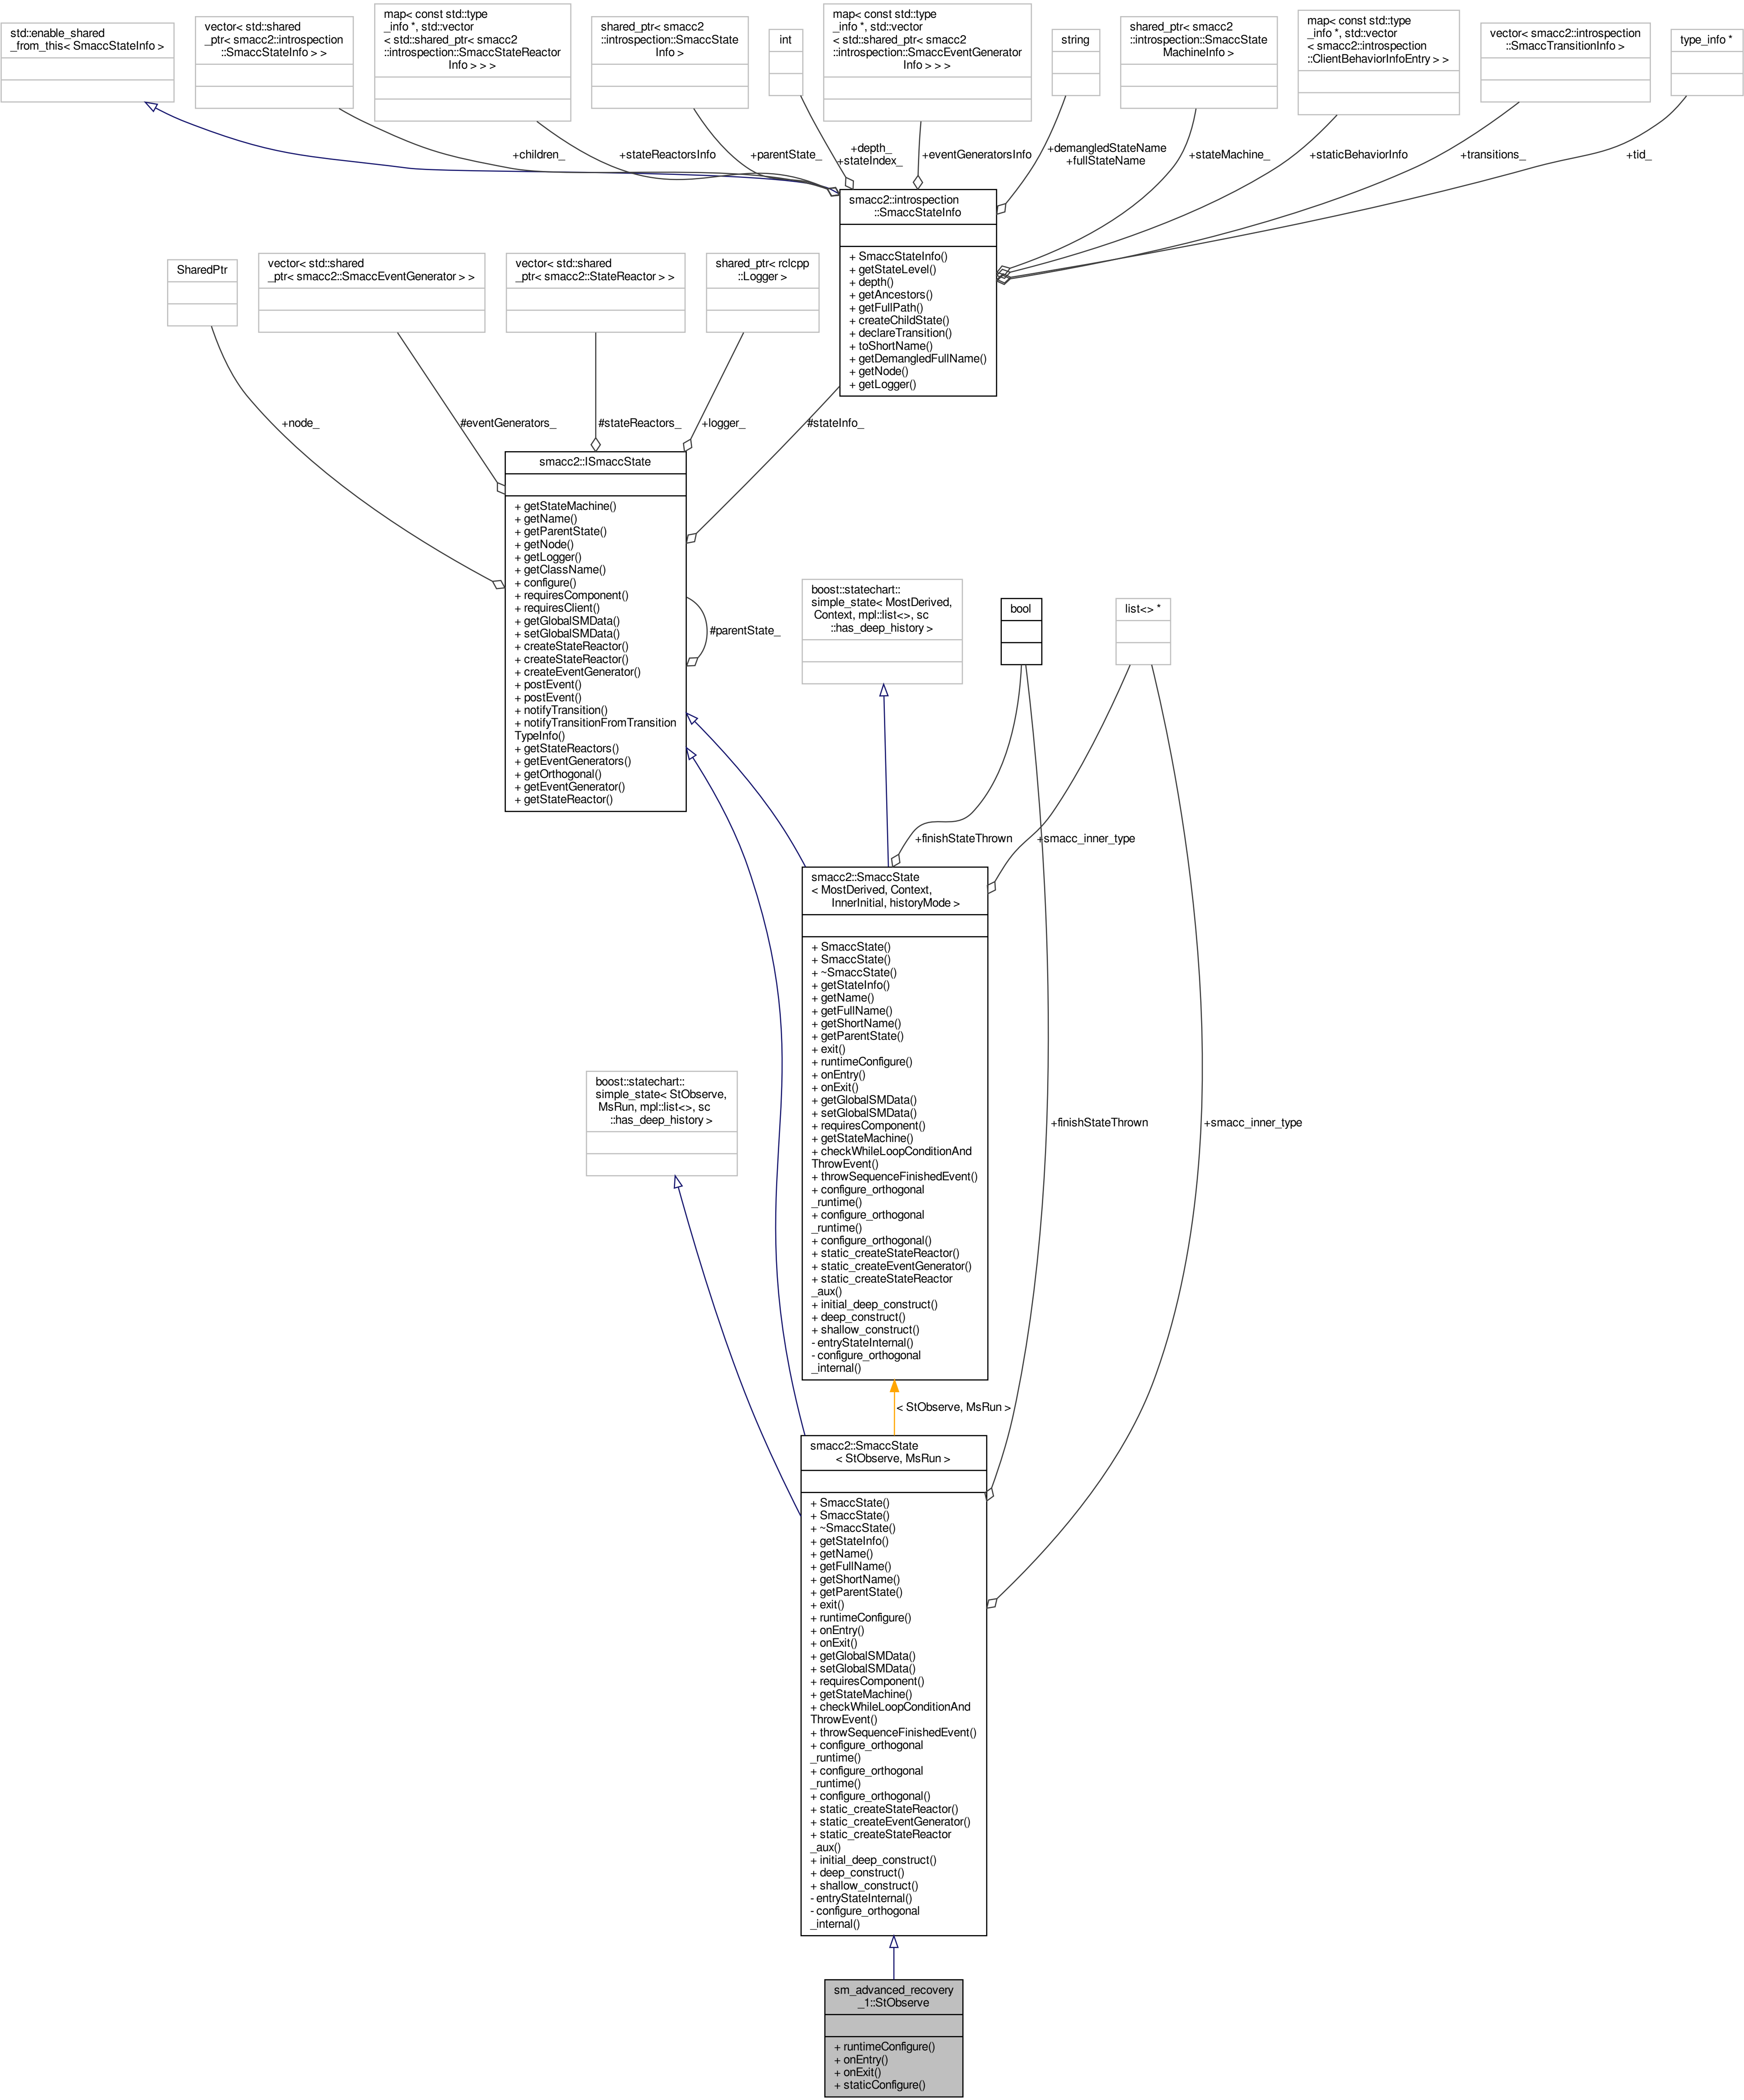 std::enable_shared
_from_this< SmaccStateInfo >
vector< std::shared
_ptr< smacc2::introspection
::SmaccStateInfo > >
map< const std::type
_info *, std::vector
< std::shared_ptr< smacc2
::introspection::SmaccStateReactor
Info > > >
shared_ptr< smacc2
::introspection::SmaccState
Info >
int
map< const std::type
_info *, std::vector
< std::shared_ptr< smacc2
::introspection::SmaccEventGenerator
Info > > >
string
shared_ptr< smacc2
::introspection::SmaccState
MachineInfo >
map< const std::type
_info *, std::vector
< smacc2::introspection
::ClientBehaviorInfoEntry > >
vector< smacc2::introspection
::SmaccTransitionInfo >
type_info *
+children_
+stateReactorsInfo
+parentState_
+depth_
+stateIndex_
+eventGeneratorsInfo
+demangledStateName
+fullStateName
+stateMachine_
+staticBehaviorInfo
+transitions_
+tid_
smacc2::introspection
::SmaccStateInfo
+ SmaccStateInfo()
+ getStateLevel()
+ depth()
+ getAncestors()
+ getFullPath()
+ createChildState()
+ declareTransition()
+ toShortName()
+ getDemangledFullName()
+ getNode()
+ getLogger()
SharedPtr
vector< std::shared
_ptr< smacc2::SmaccEventGenerator > >
vector< std::shared
_ptr< smacc2::StateReactor > >
shared_ptr< rclcpp
::Logger >
+node_
#eventGenerators_
#stateReactors_
+logger_
#stateInfo_
smacc2::ISmaccState
+ getStateMachine()
+ getName()
+ getParentState()
+ getNode()
+ getLogger()
+ getClassName()
+ configure()
+ requiresComponent()
+ requiresClient()
+ getGlobalSMData()
+ setGlobalSMData()
+ createStateReactor()
+ createStateReactor()
+ createEventGenerator()
+ postEvent()
+ postEvent()
+ notifyTransition()
+ notifyTransitionFromTransition
TypeInfo()
+ getStateReactors()
+ getEventGenerators()
+ getOrthogonal()
+ getEventGenerator()
+ getStateReactor()
#parentState_
boost::statechart::
simple_state< MostDerived,
Context, mpl::list<>, sc
::has_deep_history >
bool
list<> *
+finishStateThrown
+smacc_inner_type
smacc2::SmaccState
< MostDerived, Context,
InnerInitial, historyMode >
+ SmaccState()
+ SmaccState()
+ ~SmaccState()
+ getStateInfo()
+ getName()
+ getFullName()
+ getShortName()
+ getParentState()
+ exit()
+ runtimeConfigure()
+ onEntry()
+ onExit()
+ getGlobalSMData()
+ setGlobalSMData()
+ requiresComponent()
+ getStateMachine()
+ checkWhileLoopConditionAnd
ThrowEvent()
+ throwSequenceFinishedEvent()
+ configure_orthogonal
_runtime()
+ configure_orthogonal
_runtime()
+ configure_orthogonal()
+ static_createStateReactor()
+ static_createEventGenerator()
+ static_createStateReactor
_aux()
+ initial_deep_construct()
+ deep_construct()
+ shallow_construct()
- entryStateInternal()
- configure_orthogonal
_internal()
boost::statechart::
simple_state< StObserve,
MsRun, mpl::list<>, sc
::has_deep_history >
+finishStateThrown
+smacc_inner_type
< StObserve, MsRun >
smacc2::SmaccState
< StObserve, MsRun >
+ SmaccState()
+ SmaccState()
+ ~SmaccState()
+ getStateInfo()
+ getName()
+ getFullName()
+ getShortName()
+ getParentState()
+ exit()
+ runtimeConfigure()
+ onEntry()
+ onExit()
+ getGlobalSMData()
+ setGlobalSMData()
+ requiresComponent()
+ getStateMachine()
+ checkWhileLoopConditionAnd
ThrowEvent()
+ throwSequenceFinishedEvent()
+ configure_orthogonal
_runtime()
+ configure_orthogonal
_runtime()
+ configure_orthogonal()
+ static_createStateReactor()
+ static_createEventGenerator()
+ static_createStateReactor
_aux()
+ initial_deep_construct()
+ deep_construct()
+ shallow_construct()
- entryStateInternal()
- configure_orthogonal
_internal()
sm_advanced_recovery
_1::StObserve
+ runtimeConfigure()
+ onEntry()
+ onExit()
+ staticConfigure()